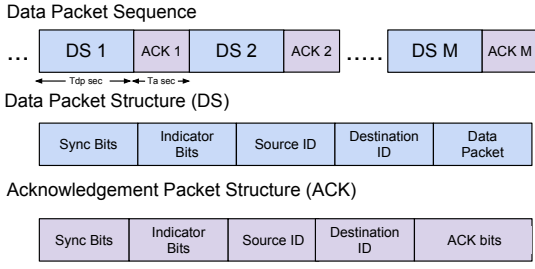 Data Packet Sequence
... DS 1 ACK 1 DS 2 ACK 2 ..... DS M ACK M
Tdp sec Ta sec
Data Packet Structure (DS)
Sync Bits Indicator Bits Source ID Destination ID Data Packet
Acknowledgement Packet Structure (ACK)
Sync Bits Indicator Bits Source ID Destination ID ACK bits